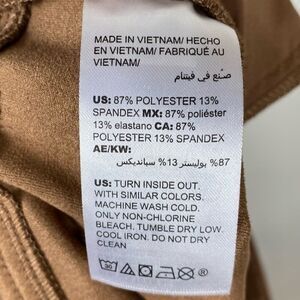 MADE IN VIETNAM/ HECHO
EN VIETNAM/ FABRIQUÉ AU
VIETNAM/
صنع في فيتنام
US: 87% POLYESTER 13%
SPANDEX MX: 87% poliéster
13% elastano CA: 87%
POLYESTER 13% SPANDEX
AE/KW:
87% بوليستر 13% سباندیکس
US: TURN INSIDE OUT.
WITH SIMILAR COLORS.
MACHINE WASH COLD.
ONLY NON-CHLORINE
BLEACH. TUMBLE DRY LOW.
COOL IRON. DO NOT DRY
CLEAN
30
®